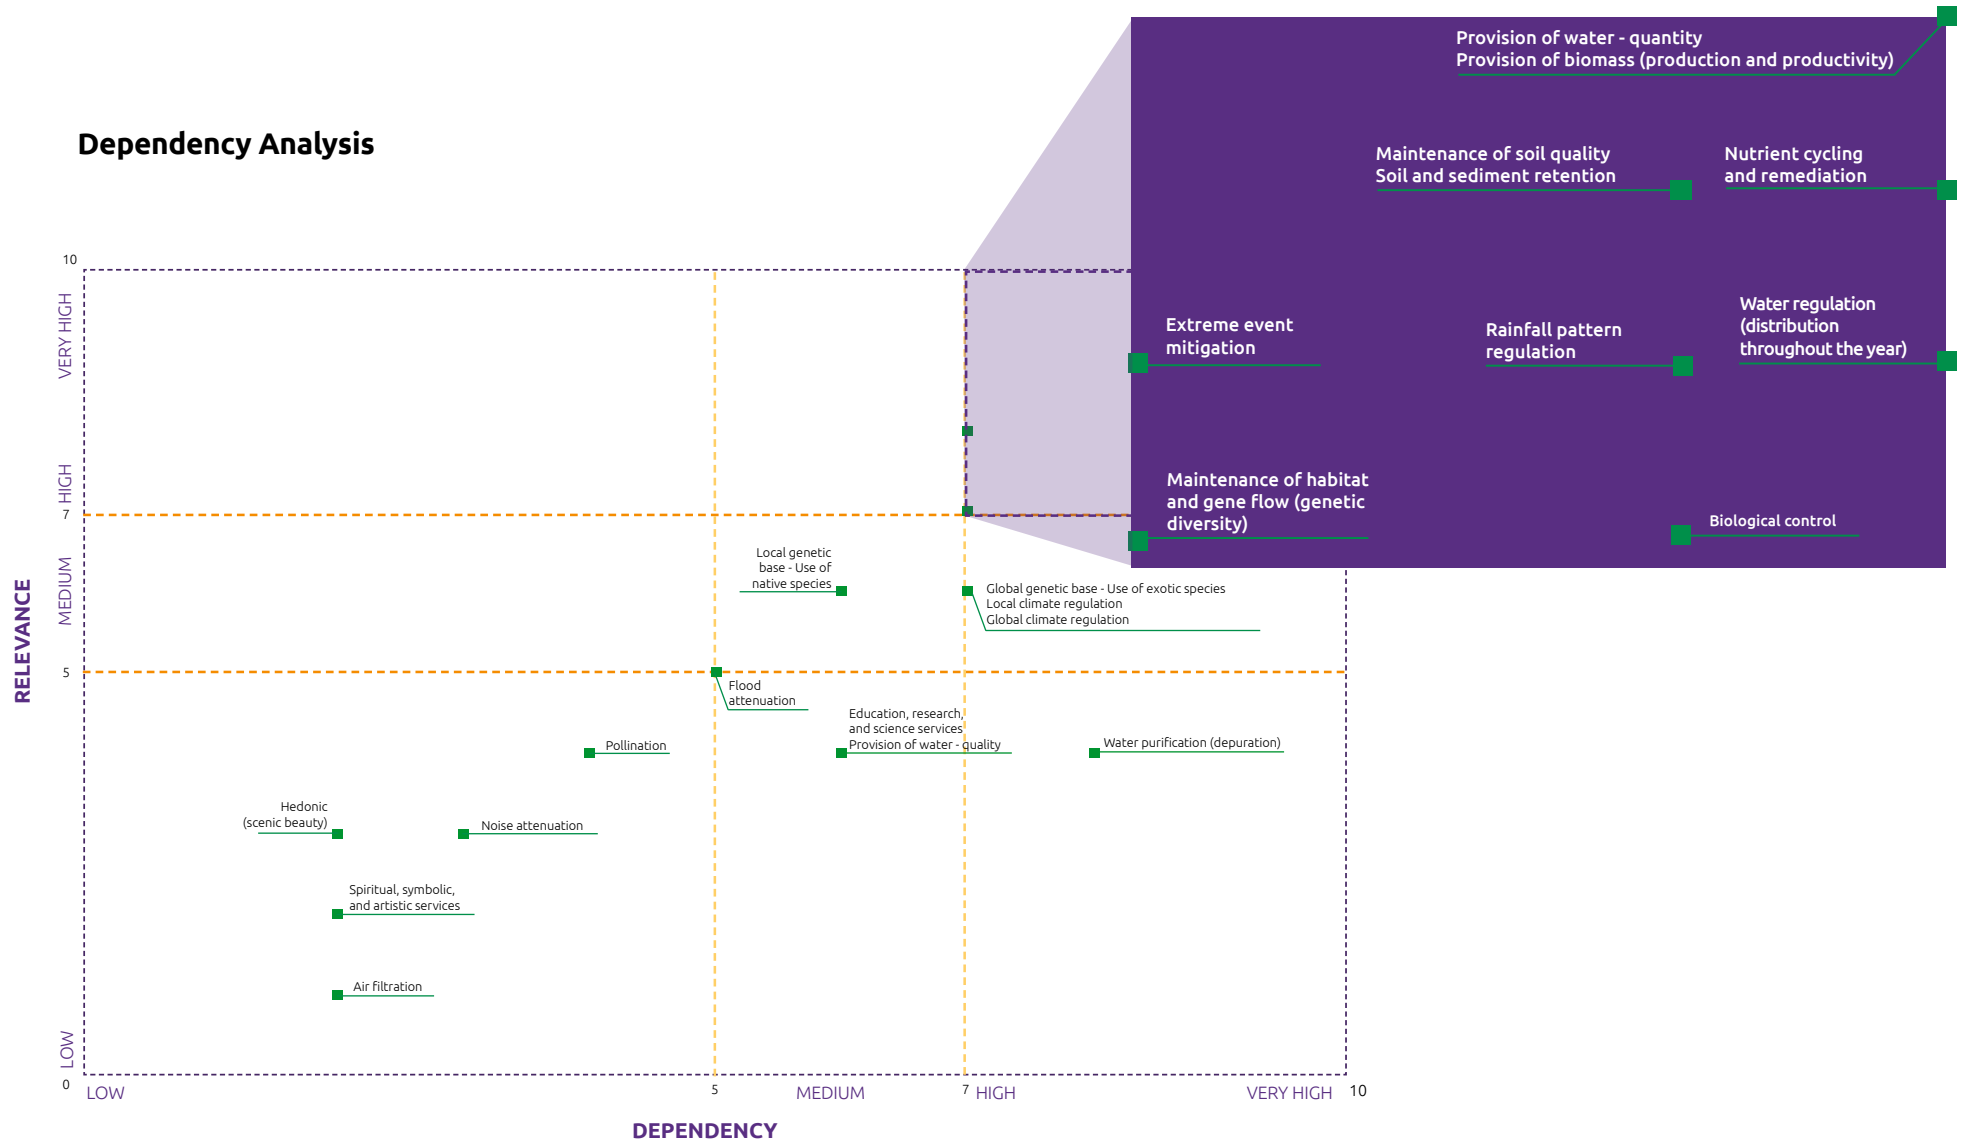 Dependency Analysis
Provision of water - quantity
Provision of biomass (production and productivity)
Maintenance of soil quality
Soil and sediment retention
Nutrient cycling
and remediation
Extreme event
mitigation
Rainfall pattern
regulation
Water regulation
(distribution
throughout the year)
Maintenance of habitat
and gene flow (genetic
diversity)
Biological control
RELEVANCE
10
VERY HIGH
HIGH
7
MEDIUM
5
LOW
0
Local genetic
base - Use of
native species
Global genetic base - Use of exotic species
Local climate regulation
Global climate regulation
Flood
attenuation
Education, research,
and science services
Provision of water - quality
Water purification (depuration)
Pollination
Hedonic
(scenic beauty)
Noise attenuation
Spiritual, symbolic,
and artistic services
Air filtration
LOW
5
MEDIUM
7
HIGH
VERY HIGH
10
DEPENDENCY